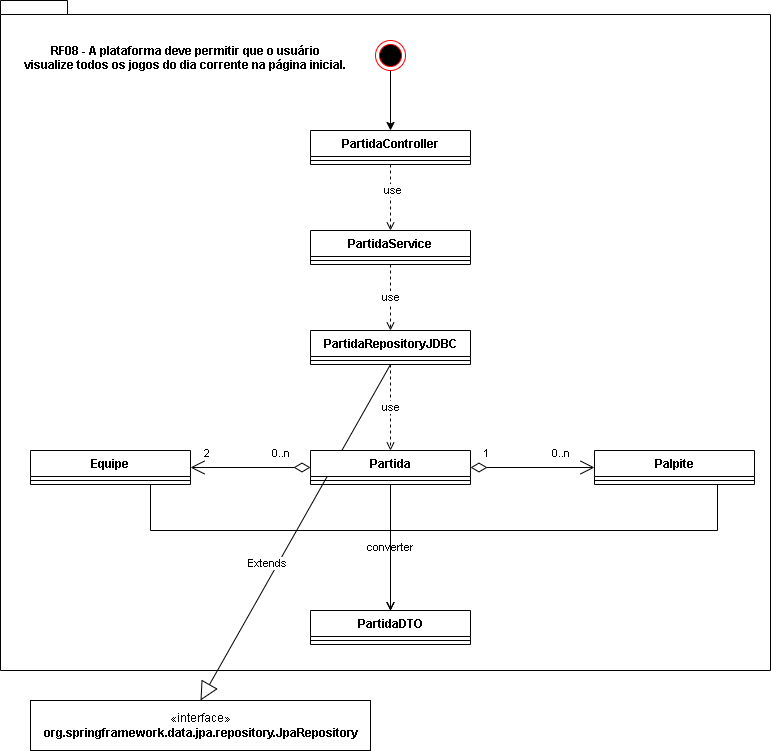 RF08 - A plataforma deve permitir que o usuário
visualize todos os jogos do dia corrente na página inicial.
PartidaController
use
PartidaService
use
PartidaRepositoryJDBC
use
2
0..n
1
0..n
Equipe
Partida
Palpite
converter
Extends
PartidaDTO
«interface»
org.springframework.data.jpa.repository.JpaRepository